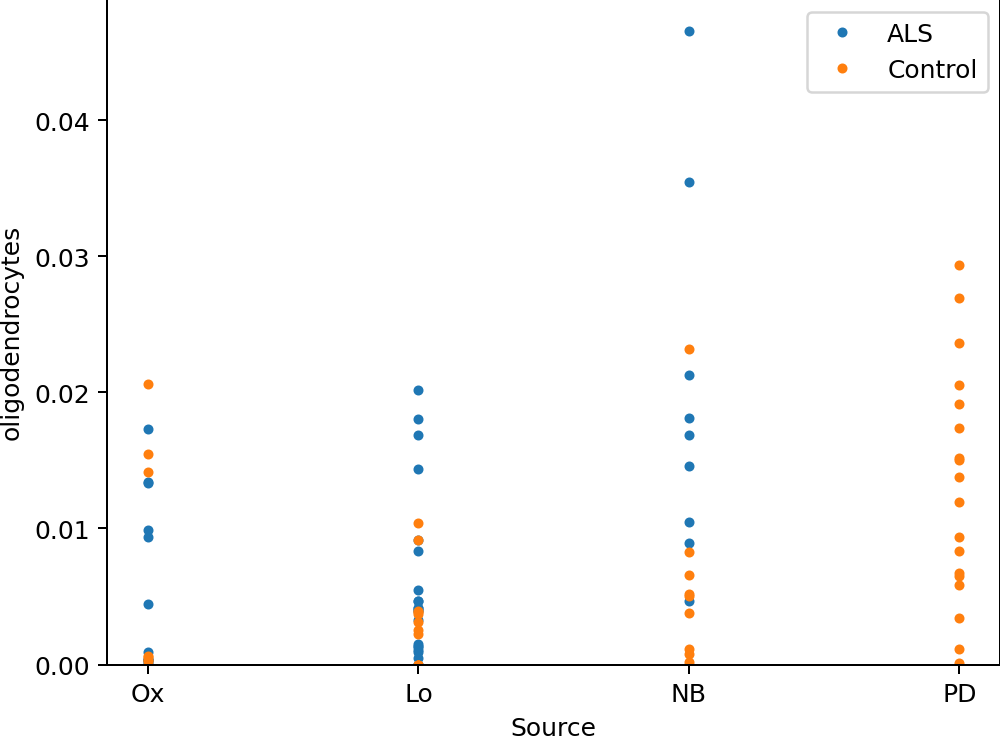 ALS
Control
0.04
0.03
0.02
0.01
0.00
oligodendrocytes
Ox Lo NB PD
Source